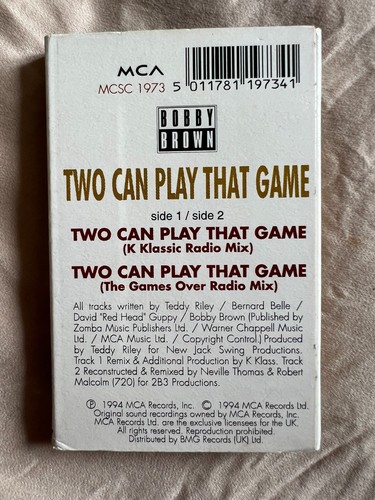 MCA
MCSC 1973
5 011781 197341
BOBBY
BROWN
TWO CAN PLAY THAT GAME
side 1 / side 2
TWO CAN PLAY THAT GAME
(K Klassic Radio Mix)
TWO CAN PLAY THAT GAME
(The Games Over Radio Mix)
All tracks written by Teddy Riley / Bernard Belle /
David "Red Head" Guppy / Bobby Brown (Published by
Zomba Music Publishers Ltd. / Warner Chappell Music
Ltd. / MCA Music Ltd. / Copyright Control.) Produced
by Teddy Riley for New Jack Swing Productions.
Track 1 Remix & Additional Production by K Klass. Track
2 Reconstructed & Remixed by Neville Thomas & Robert
Malcolm (720) for 2B3 Productions.
℗ 1994 MCA Records, Inc. © 1994 MCA Records Ltd.
Original sound recordings owned by MCA Records, Inc.
MCA Records Ltd. are the exclusive licensees for the UK.
All rights reserved. Reproduction prohibited.
Distributed by BMG Records (UK) Ltd.